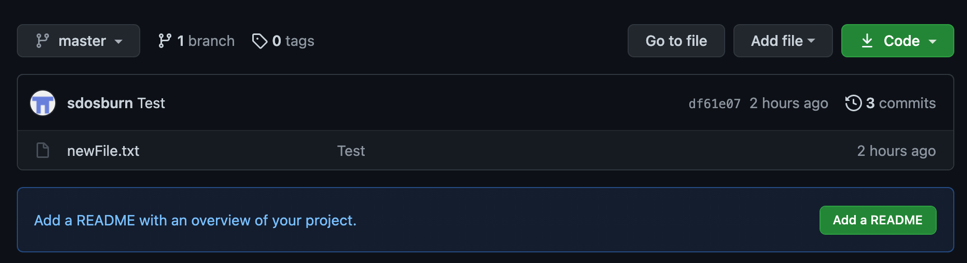 master 1 branch 0 tags Go to file Add file Code
sdosburn Test df61e07 2 hours ago 3 commits
newFile.txt Test 2 hours ago
Add a README with an overview of your project. Add a README